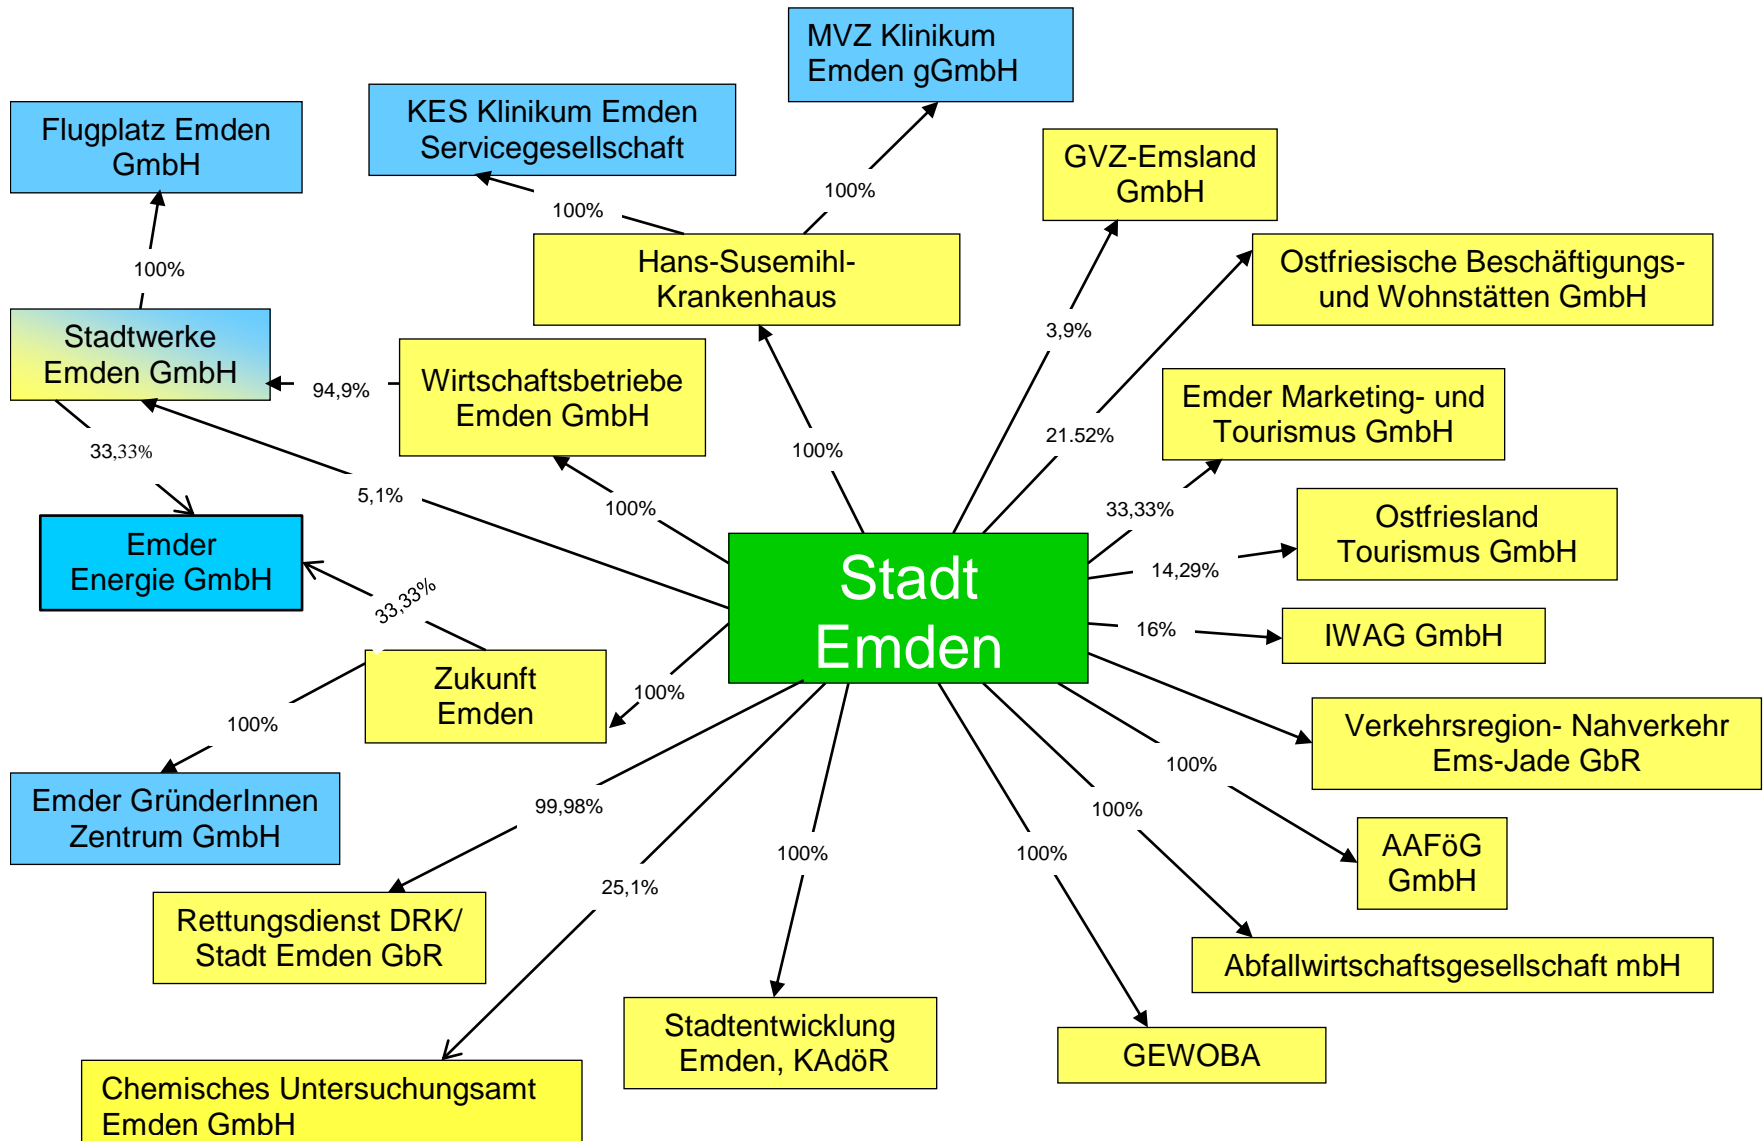 MVZ Klinikum
Emden gGmbH
KES Klinikum Emden
Servicegesellschaft
Flugplatz Emden
GmbH
GVZ-Emsland
GmbH
100%
100%
Hans-Susemihl-
Krankenhaus
Ostfriesische Beschäftigungs-
und Wohnstätten GmbH
100%
Stadtwerke
Emden GmbH
94,9%
Wirtschaftsbetriebe
Emden GmbH
3,9%
Emder Marketing- und
Tourismus GmbH
21.52%
33,33%
100%
5,1%
100%
33,33%
Ostfriesland
Tourismus GmbH
Emder
Energie GmbH
Stadt
Emden
14,29%
33,33%
16%
IWAG GmbH
Zukunft
Emden
100%
100%
Verkehrsregion- Nahverkehr
Ems-Jade GbR
Emder GründerInnen
Zentrum GmbH
99,98%
100%
100%
AAFöG
GmbH
100%
100%
25,1%
Rettungsdienst DRK/
Stadt Emden GbR
Abfallwirtschaftsgesellschaft mbH
Stadtentwicklung
Emden, KAdöR
GEWOBA
Chemisches Untersuchungsamt
Emden GmbH